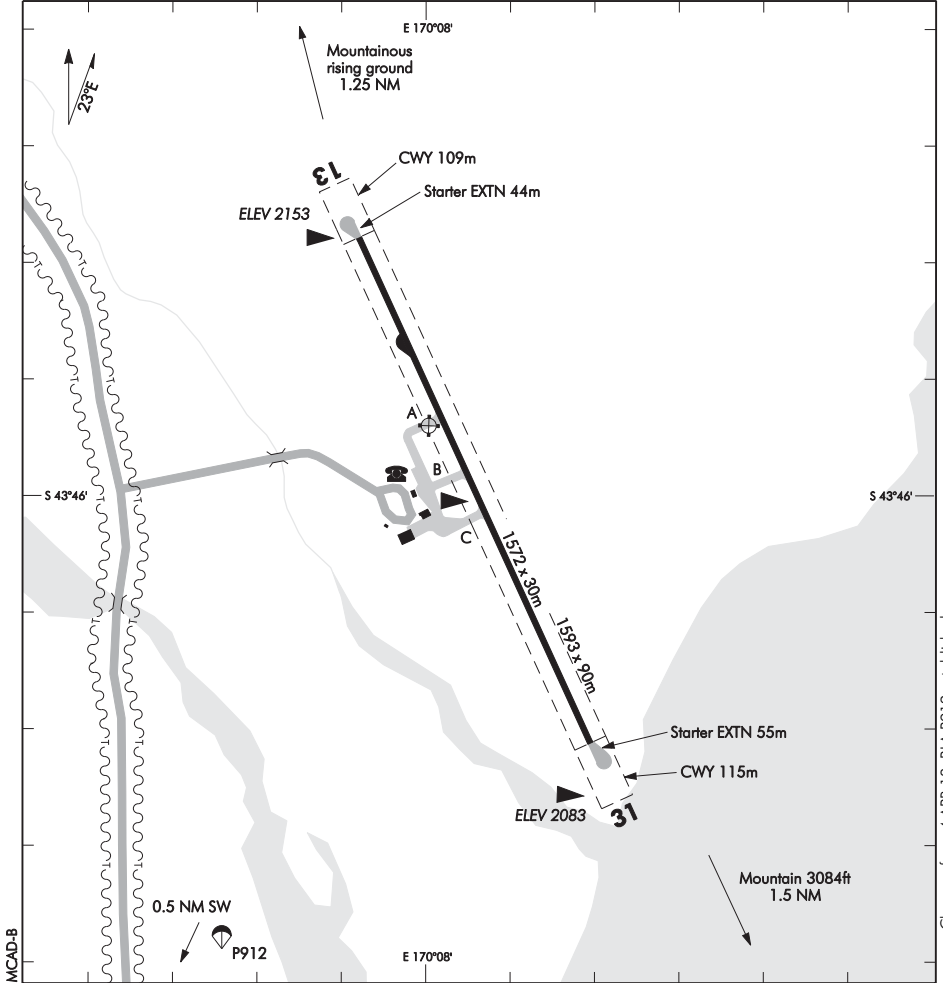 E 170°08'
Mountainous
rising ground
1.25 NM
23°E
13
CWY 109m
Starter EXTN 44m
ELEV 2153
A
B
S 43°46'
S 43°46'
C
1572 x 30m
1593 x 90m
Starter EXTN 55m
CWY 115m
ELEV 2083
31
Mountain 3084ft
1.5 NM
0.5 NM SW
P912
E 170°08'
MCAD-B